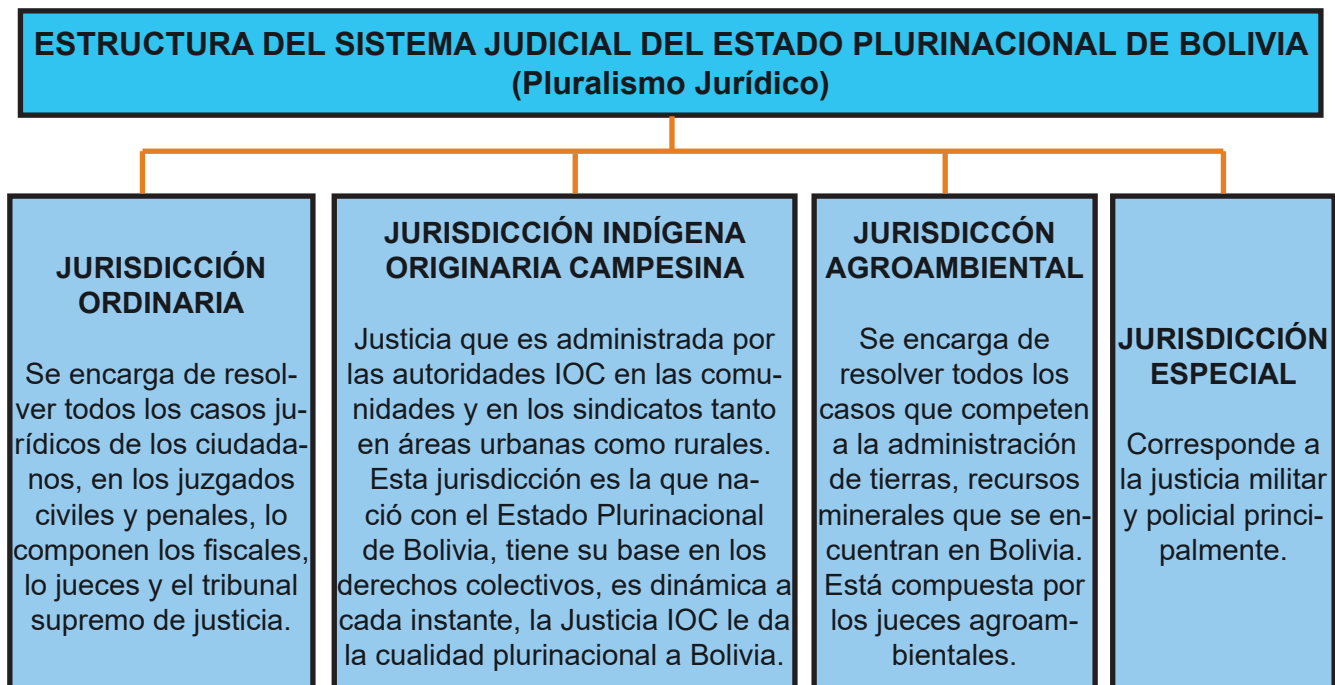 ESTRUCTURA DEL SISTEMA JUDICIAL DEL ESTADO PLURINACIONAL DE BOLIVIA
(Pluralismo Jurídico)
JURISDICCIÓN
ORDINARIA
Se encarga de resol-
ver todos los casos ju-
rídicos de los ciudada-
nos, en los juzgados
civiles y penales, lo
componen los fiscales,
lo jueces y el tribunal
supremo de justicia.
JURISDICCIÓN INDÍGENA
ORIGINARIA CAMPESINA
Justicia que es administrada por
las autoridades IOC en las comu-
nidades y en los sindicatos tanto
en áreas urbanas como rurales.
Esta jurisdicción es la que na-
ció con el Estado Plurinacional
de Bolivia, tiene su base en los
derechos colectivos, es dinámica a
cada instante, la Justicia IOC le da
la cualidad plurinacional a Bolivia.
JURISDICCÓN
AGROAMBIENTAL
Se encarga de
resolver todos los
casos que competen
a la administración
de tierras, recursos
minerales que se en-
cuentran en Bolivia.
Está compuesta por
los jueces agroam-
bientales.
JURISDICCIÓN
ESPECIAL
Corresponde a
la justicia militar
y policial princi-
palmente.